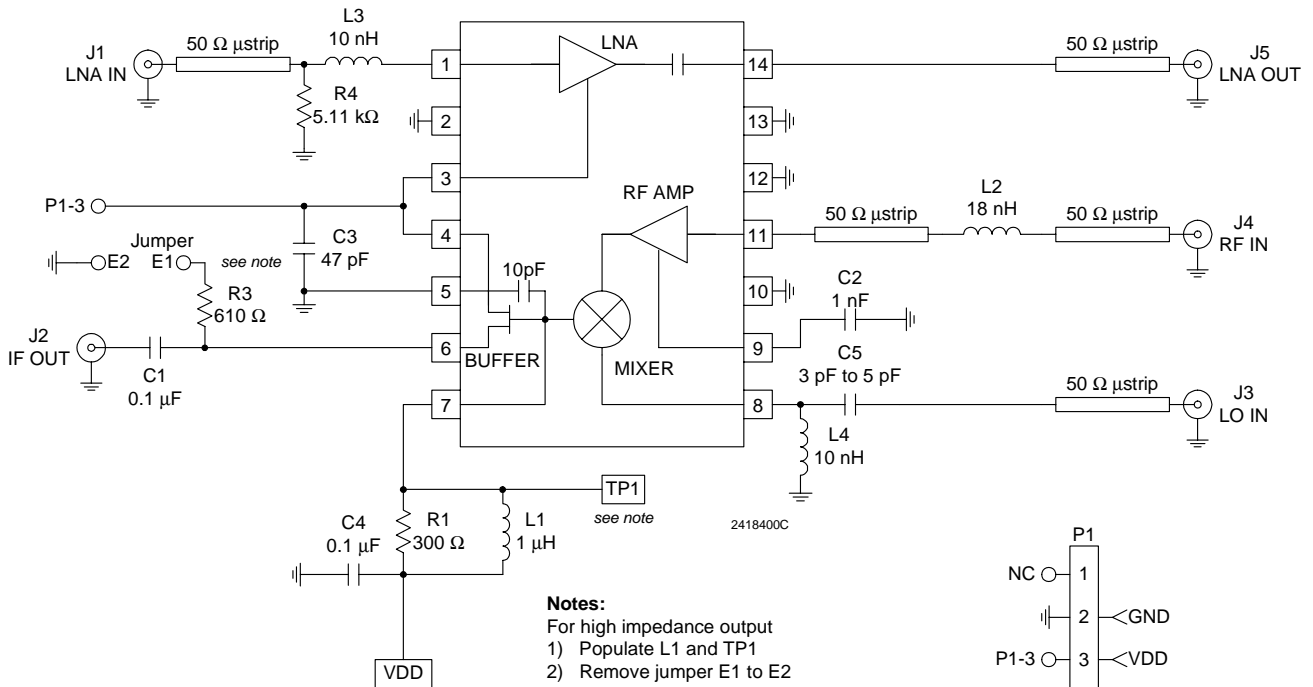 L3
10 nH
50 Ω μstrip
J1
LNA IN
R4
5.11 kΩ
1
2
3
4
5
6
7
LNA
14
13
12
11
10
9
8
50 Ω μstrip
J5
LNA OUT
P1-3
C3
47 pF
Jumper
E2
E1
see note
R3
610 Ω
J2
IF OUT
C1
0.1 μF
10pF
BUFFER
RF AMP
MIXER
50 Ω μstrip
L2
18 nH
50 Ω μstrip
J4
RF IN
C2
1 nF
C5
3 pF to 5 pF
50 Ω μstrip
J3
LO IN
L4
10 nH
TP1
see note
2418400C
C4
0.1 μF
R1
300 Ω
L1
1 μH
VDD
Notes:
For high impedance output
1) Populate L1 and TP1
2) Remove jumper E1 to E2
P1
NC
1
2
GND
P1-3
3
VDD